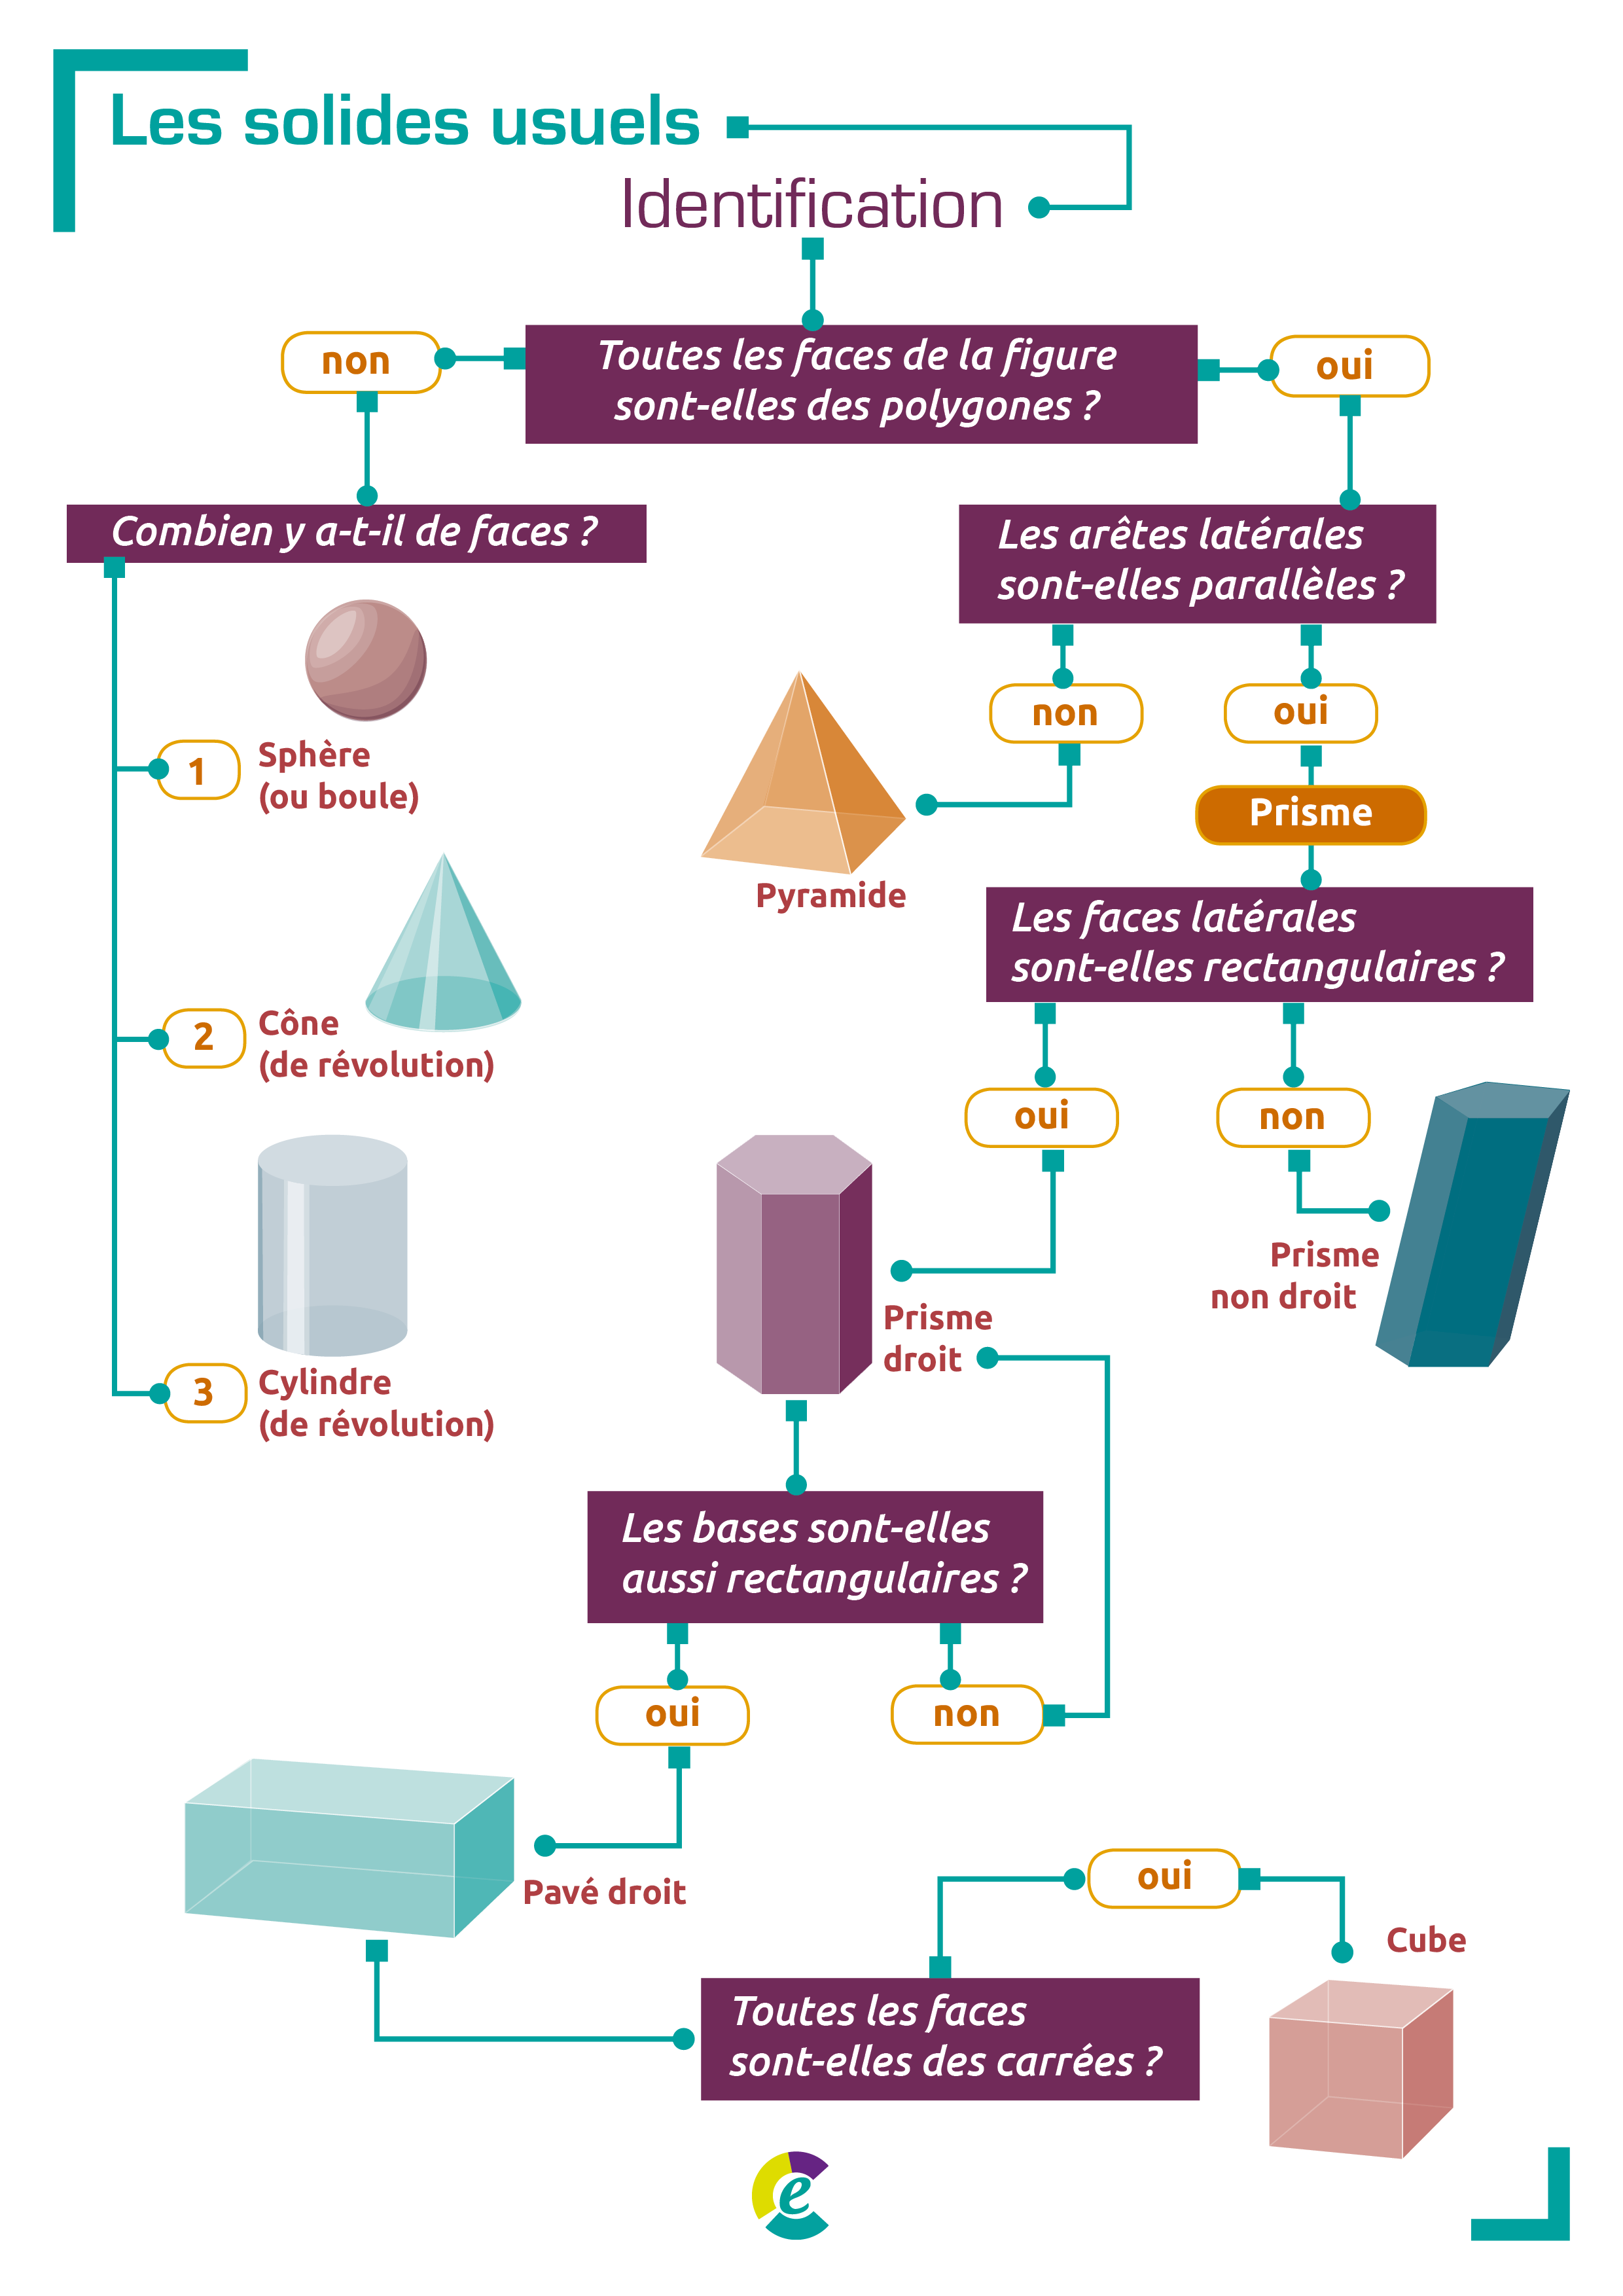 Les solides usuels
Identification
Toutes les faces de la figure
sont-elles des polygones ?
non
oui
Combien y a-t-il de faces ?
1
Sphère
(ou boule)
2
Cône
(de révolution)
3
Cylindre
(de révolution)
Les arêtes latérales
sont-elles parallèles ?
non
oui
Pyramide
Prisme
Les faces latérales
sont-elles rectangulaires ?
oui
non
Prisme
non droit
Prisme
droit
Les bases sont-elles
aussi rectangulaires ?
oui
non
Pavé droit
Toutes les faces
sont-elles des carrées ?
oui
Cube
e